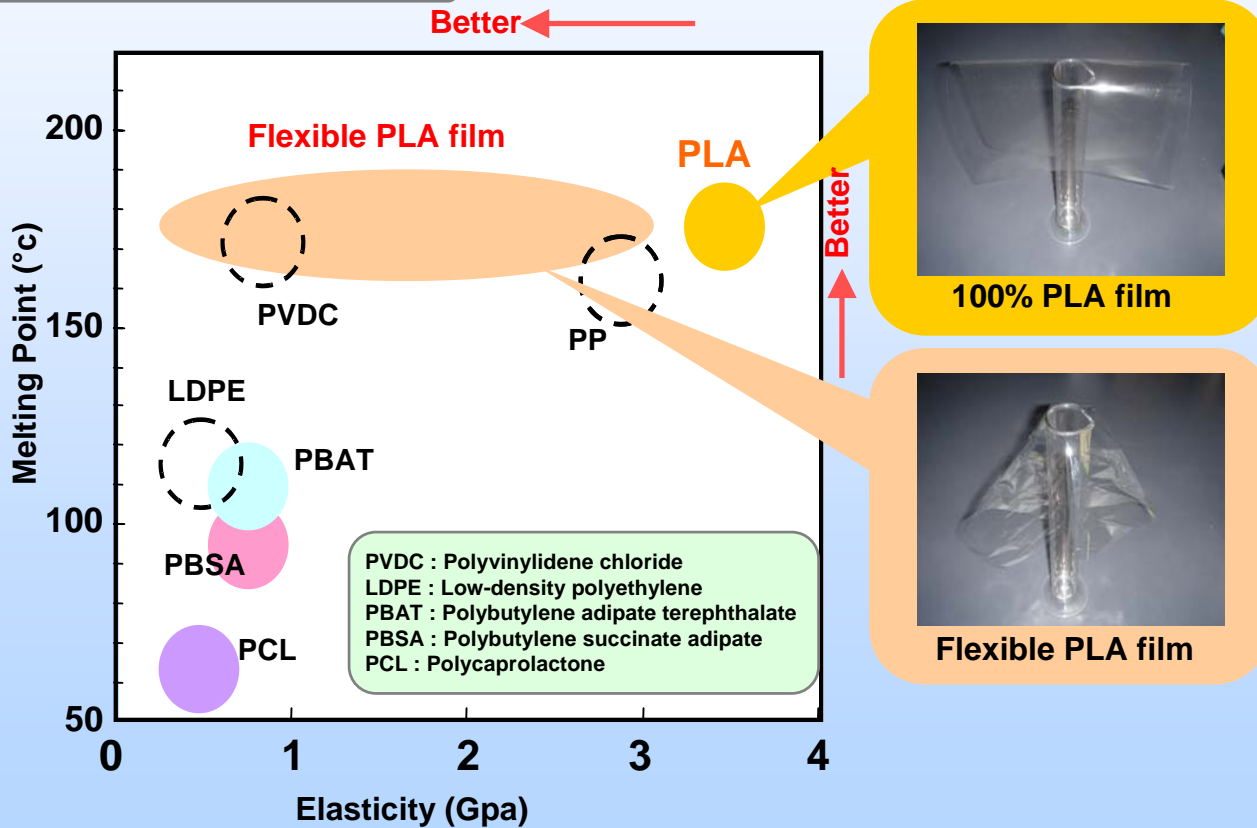 Better
Flexible PLA film
PLA
Better
200
150
100
50
Melting Point (°c)
PVDC
PP
LDPE
PBAT
PBSA
PCL
PVDC : Polyvinylidene chloride
LDPE : Low-density polyethylene
PBAT : Polybutylene adipate terephthalate
PBSA : Polybutylene succinate adipate
PCL : Polycaprolactone
0
1
2
3
4
Elasticity (Gpa)
100% PLA film
Flexible PLA film